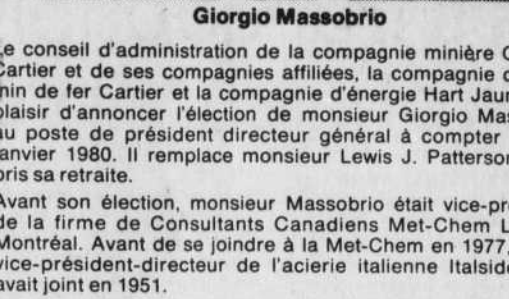 Giorgio Massobrio
e conseil d'administration de la compagnie minière
Cartier et de ses compagnies affiliées, la compagnie
min de fer Cartier et la compagnie d'énergie Hart Jau
plaisir d'annoncer l'élection de monsieur Giorgio Mas
au poste de président directeur général à compter
janvier 1980. Il remplace monsieur Lewis J. Patterson
pris sa retraite.
Avant son élection, monsieur Massobrio était vice-pr
de la firme de Consultants Canadiens Met-Chem L
Montréal. Avant de se joindre à la Met-Chem en 1977,
vice-président-directeur de l'acierie italienne Italside
avait joint en 1951.